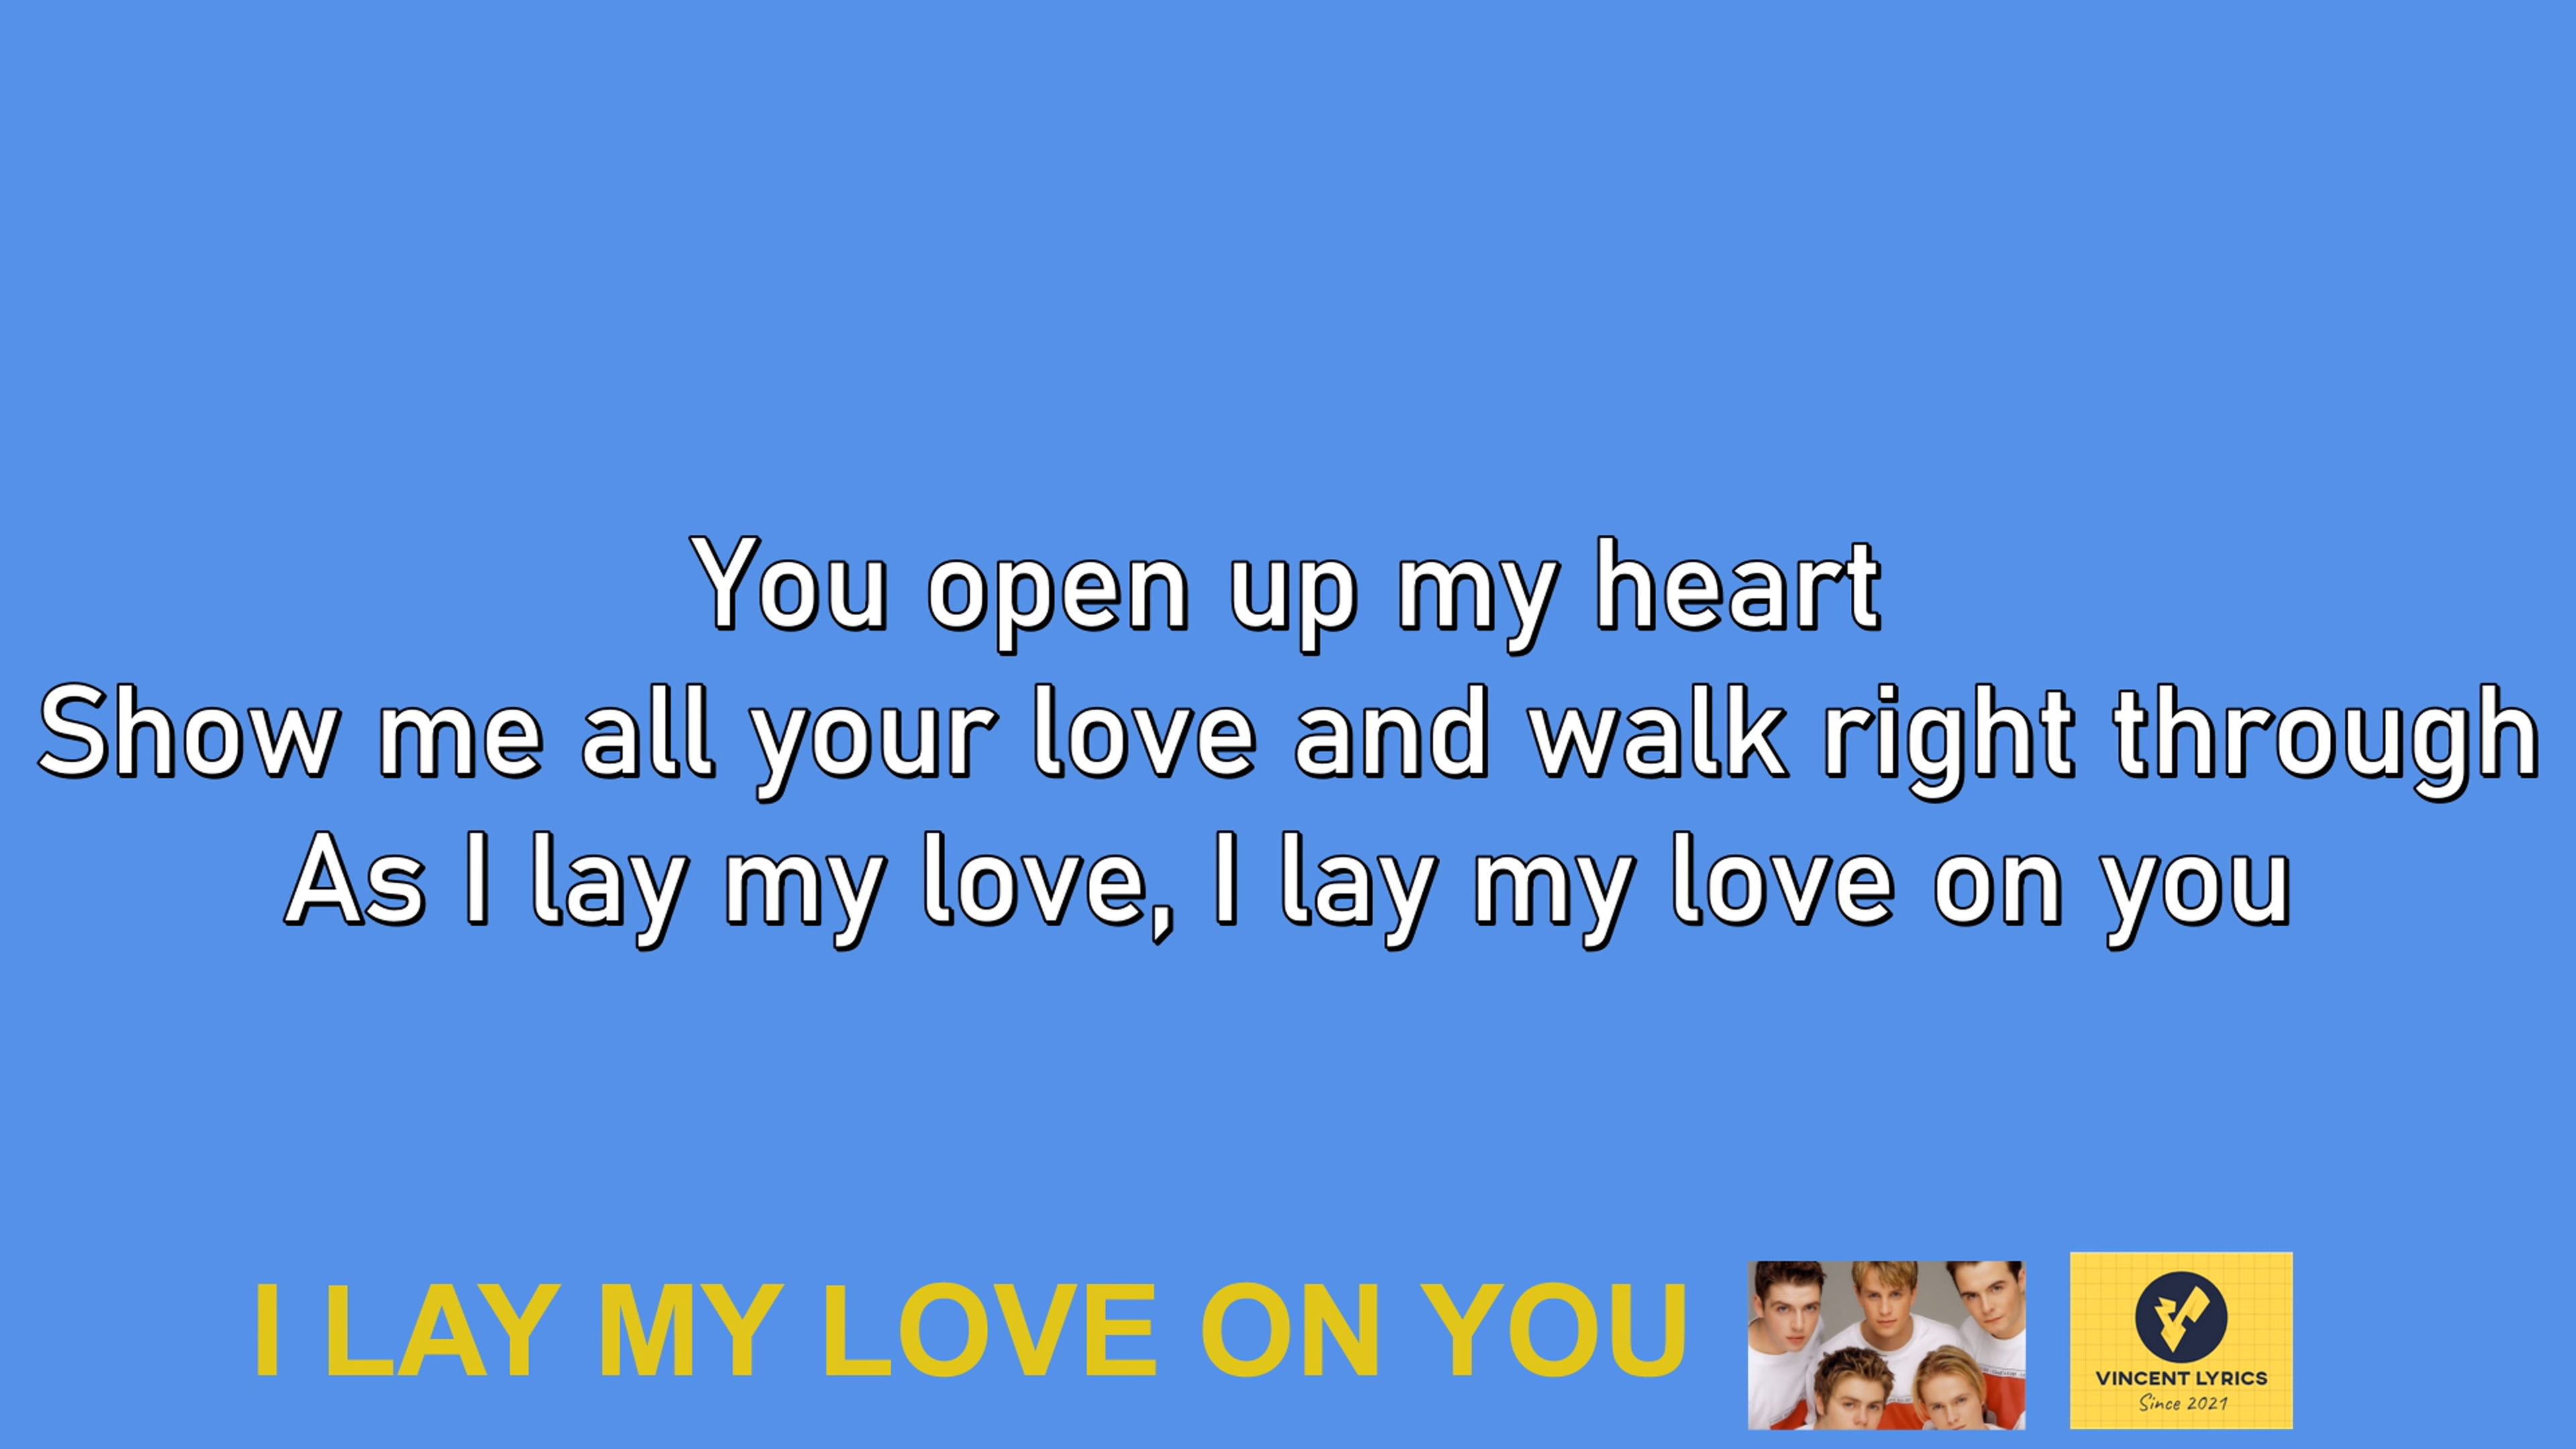 You open up my heart
Show me all your love and walk right through
As I lay my love, I lay my love on you
I LAY MY LOVE ON YOU
VINCENT LYRICS
Since 2021